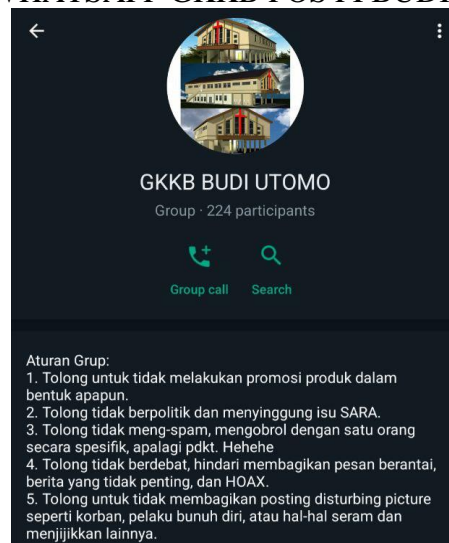 GKKB BUDI UTOMO
Group · 224 participants
Group call
Search
Aturan Grup:
1. Tolong untuk tidak melakukan promosi produk dalam
bentuk apapun.
2. Tolong tidak berpolitik dan menyinggung isu SARA.
3. Tolong tidak meng-spam, mengobrol dengan satu orang
secara spesifik, apalagi pdkt. Hehehe
4. Tolong tidak berdebat, hindari membagikan pesan berantai,
berita yang tidak penting, dan HOAX.
5. Tolong untuk tidak membagikan posting disturbing picture
seperti korban, pelaku bunuh diri, atau hal-hal seram dan
menjijikkan lainnya.